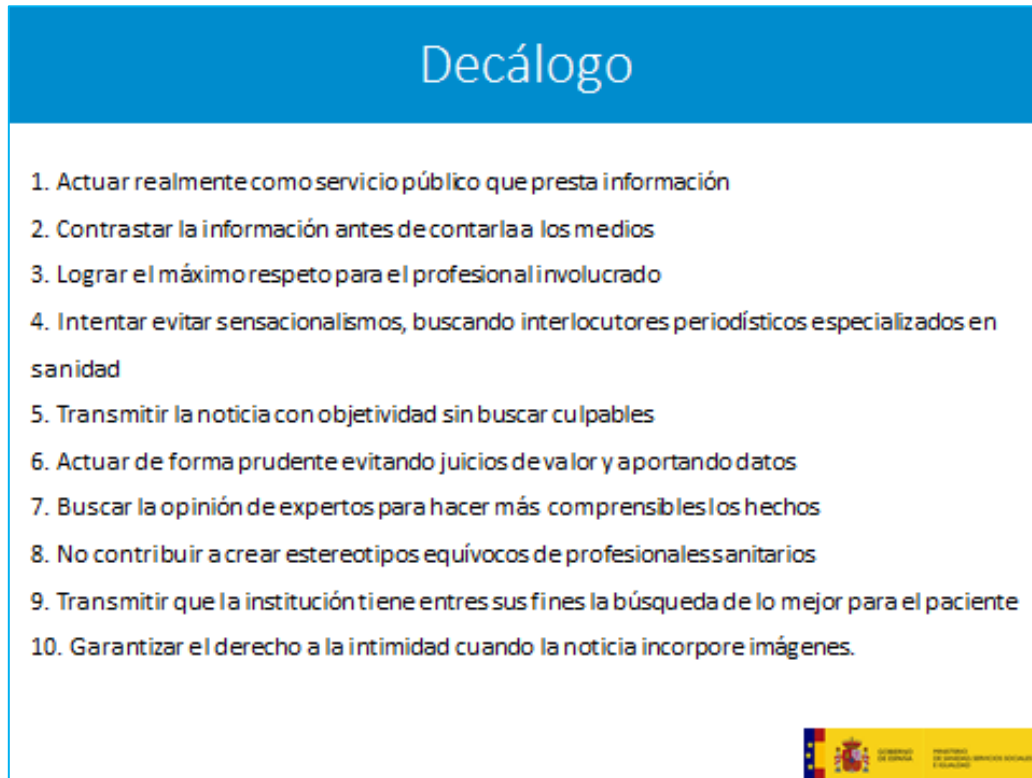 Decálogo
1. Actuar realmente como servicio público que presta información
2. Contrastar la información antes de contarla a los medios
3. Lograr el máximo respeto para el profesional involucrado
4. Intentar evitar sensacionalismos, buscando interlocutores periodísticos especializados en
sanidad
5. Transmitir la noticia con objetividad sin buscar culpables
6. Actuar de forma prudente evitando juicios de valor y aportando datos
7. Buscar la opinión de expertos para hacer más comprensibles los hechos
8. No contribuir a crear estereotipos equívocos de profesionales sanitarios
9. Transmitir que la institución tiene entres sus fines la búsqueda de lo mejor para el paciente
10. Garantizar el derecho a la intimidad cuando la noticia incorpore imágenes.
GOBIERNO
DE ESPAÑA
MINISTERIO
DE SANIDAD, SERVICIOS SOCIALES
E IGUALDAD